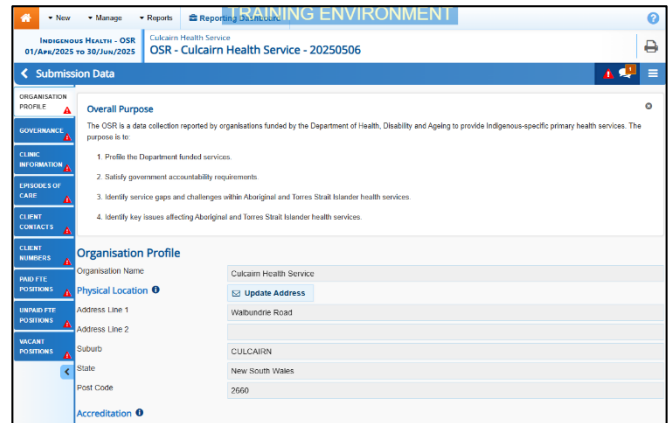 New Manage Reports Reporting Dashboard TRAINING ENVIRONMENT
INDIGENOUS HEALTH - OSR
01/APR/2025 TO 30/JUN/2025
Culcairn Health Service
OSR - Culcairn Health Service - 20250506
Submission Data
ORGANISATION PROFILE
GOVERNANCE
CLINIC INFORMATION
EPISODES OF CARE
CLIENT CONTACTS
CLIENT NUMBERS
PAID FTE POSITIONS
UNPAID FTE POSITIONS
VACANT POSITIONS
Overall Purpose
The OSR is a data collection reported by organisations funded by the Department of Health, Disability and Ageing to provide Indigenous-specific primary health services. The
purpose is to:
1. Profile the Department funded services.
2. Satisfy government accountability requirements
3. Identify service gaps and challenges within Aboriginal and Torres Strait Islander health services.
4. Identify key issues affecting Aboriginal and Torres Strait Islander health services.
Organisation Profile
Organisation Name Culcairn Health Service
Physical Location Update Address
Address Line 1 Walbundrie Road
Address Line 2
Suburb CULCAIRN
State New South Wales
Post Code 2660
Accreditation